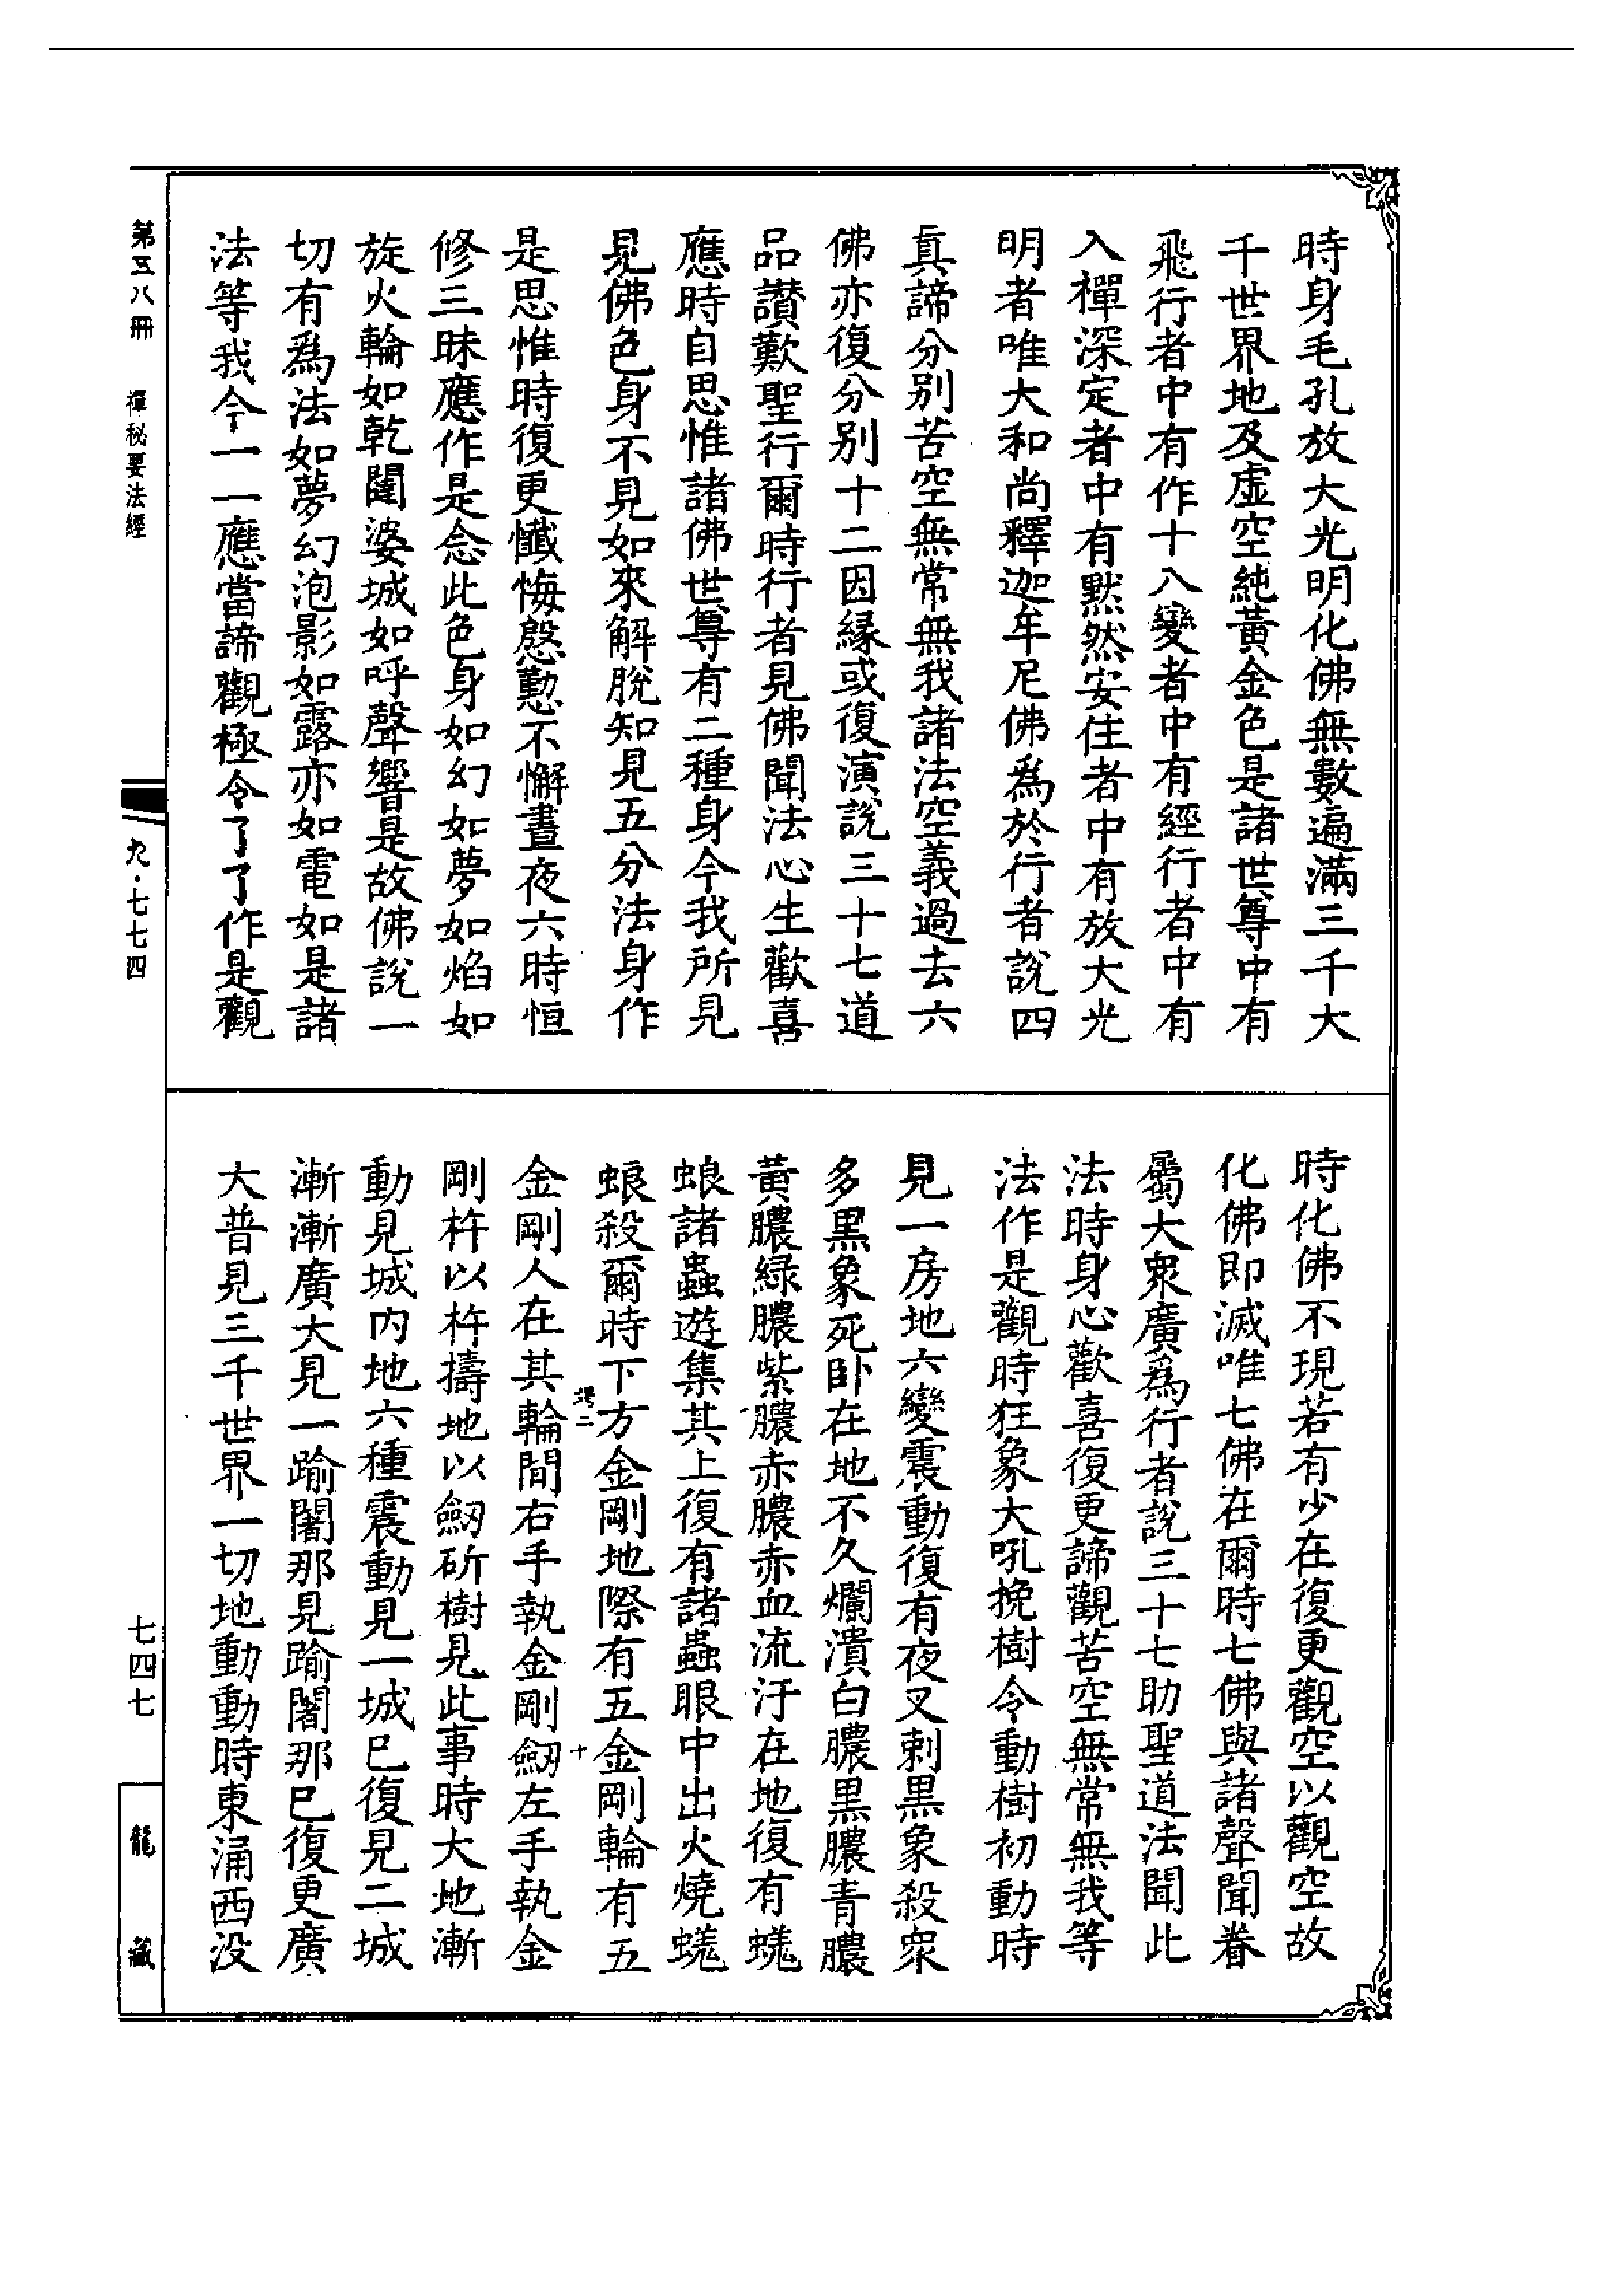 時身毛孔放大光明化佛無數遍滿三千大
千世界地及虛空純黃金色是諸世尊中有
飛行者中有作十八變者中有經行者中有
入禪深定者中有默然安住者中有放大光
明者唯大和尚釋迦牟尼佛爲於行者說四
真諦分别苦空無常無我諸法空義過去六
佛亦復分别十二因緣或復演說三十七道
品讚歎聖行爾時行者見佛聞法心生歡喜
應時自思惟諸佛世尊有二種身今我所見
見佛色身不見如來解脫知見五分法身作
是思惟時復更懺悔慇懃不懈晝夜六時恒
修三昧應作是念此色身如幻如夢如焰如
旋火輪如乾闥婆城如呼聲響是故佛說一
切有爲法如夢幻泡影如露亦如電如是諸
法等我今一一應當諦觀極令了了作是觀
時化佛不現若有少在復更觀空以觀空故
化佛即滅唯七佛在爾時七佛與諸聲聞眷
屬大衆廣爲行者說三十七助聖道法聞此
法時身心歡喜復更諦觀苦空無常無我等
法作是觀時狂象大吼挽樹令動樹初動時
見一房地六變震動復有夜叉刺黑象殺衆
多黑象死卧在地不久爛潰白膿黑膿青膿
黃膿綠膿紫膿赤膿赤血流汙在地復有蜣
蜋諸蟲遊集其上復有諸蟲眼中出火燒蜣
蜋殺爾時下方金剛地際有五金剛輪有五
金剛人在其輪間右手執金剛劒左手執金
剛杵以杵擣地以劒斫樹見此事時大地漸
動見城内地六種震動見一城已復見二城
漸漸廣大見一踰闍那見踰闍那已復更廣
大普見三千世界一切地動動時東涌西没
十
第五八冊
禪秘要法經
九·七七四
七四七
龍藏